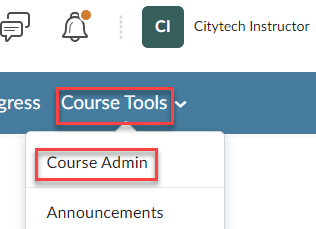 CI Citytech Instructor
gress Course Tools
Course Admin
Announcements